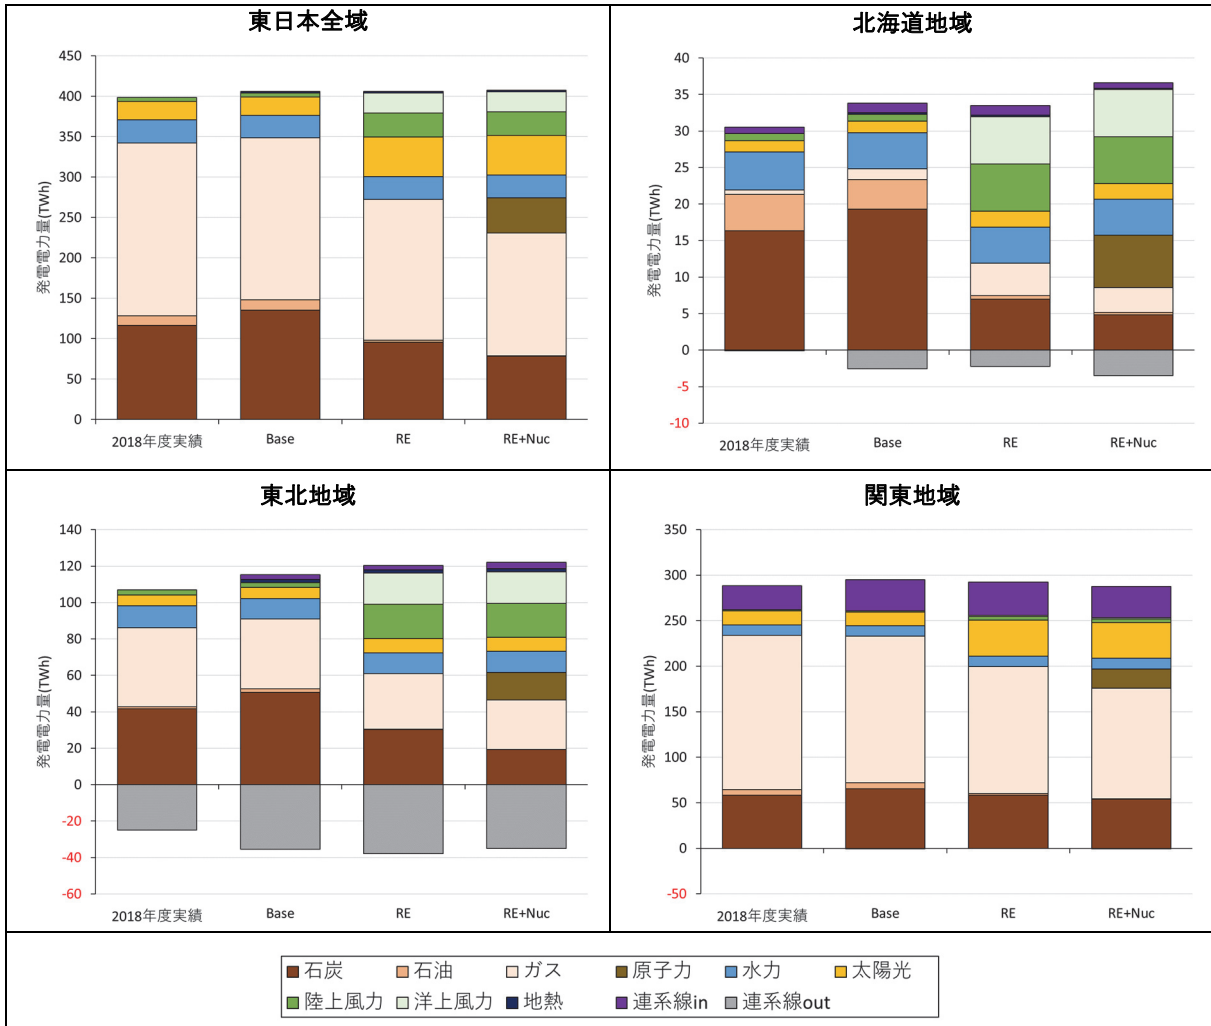 東日本全域
発電電力量(TWh)
450
400
350
300
250
200
150
100
50
0
2018年度実績 Base RE RE+Nuc
北海道地域
発電電力量(TWh)
40
35
30
25
20
15
10
5
0
-5
-10
2018年度実績 Base RE RE+Nuc
東北地域
発電電力量(TWh)
140
120
100
80
60
40
20
0
-20
-40
-60
2018年度実績 Base RE RE+Nuc
関東地域
発電電力量(TWh)
350
300
250
200
150
100
50
0
-50
2018年度実績 Base RE RE+Nuc
石炭 石油 ガス 原子力 水力 太陽光
陸上風力 洋上風力 地熱 連系線in 連系線out